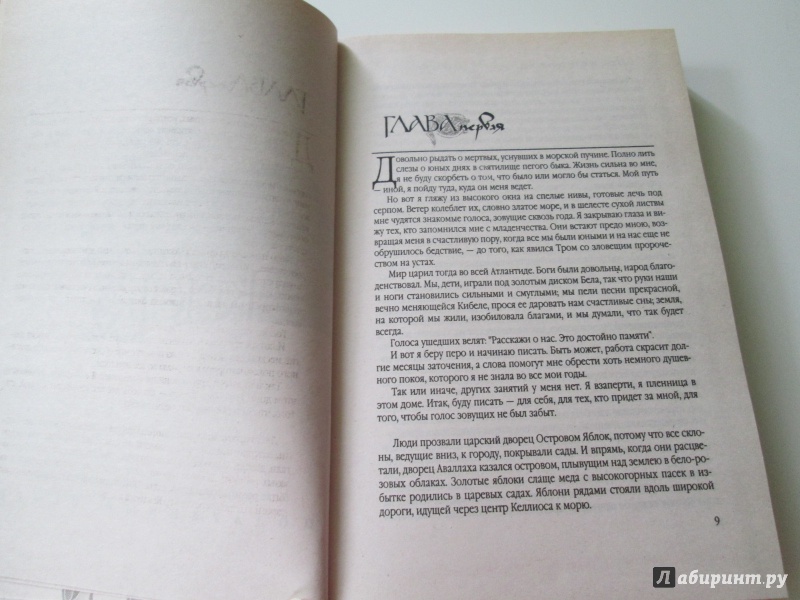 ГЛАВА первая
Довольно рыдать о мертвых, уснувших в морской пучине. Полно лить
слезы о юных днях в святилище пегого быка. Жизнь сильна во мне,
я не буду скорбеть о том, что было или могло бы статься. Мой путь
— иной, я пойду туда, куда он меня ведет.
Но вот я гляжу из высокого окна на спелые нивы, готовые лечь под
серпом. Ветер колеблет их, словно златое море, и в шелесте сухой листвы
мне чудятся знакомые голоса, зовущие сквозь года. Я закрываю глаза и ви-
жу тех, кто запомнился мне с младенчества. Они встают предо мною, воз-
вращая меня в счастливую пору, когда все мы были юными и на нас еще не
обрушилось бедствие, — до того, как явился Тром со зловещим пророче-
ством на устах.
Мир царил тогда во всей Атлантиде. Боги были довольны, народ благо-
денствовал. Мы, дети, играли под золотым диском Бела, так что руки наши
и ноги становились сильными и смуглыми; мы пели песни прекрасной,
вечно меняющейся Кибеле, прося ее даровать нам счастливые сны; земля,
на которой мы жили, изобиловала благами, и мы думали, что так будет
всегда.
Голоса ушедших велят: "Расскажи о нас. Это достойно памяти".
И вот я беру перо и начинаю писать. Быть может, работа скрасит дол-
гие месяцы заточения, а слова помогут мне обрести хоть немного душев-
ного покоя, которого я не знала во все мои годы.
Так или иначе, других занятий у меня нет. Я взаперти, я пленница в
этом доме. Итак, буду писать — для себя, для тех, кто придет за мной, для
того, чтобы голос зовущих не был забыт.
Люди прозвали царский дворец Островом Яблок, потому что все скло-
ны, ведущие вниз, к городу, покрывали сады. И впрямь, когда они расцве-
тали, дворец Аваллаха казался островом, плывущим над землею в бело-ро-
зовых облаках. Золотые яблоки слаще меда с высокогорных пасек в из-
бытке родились в царевых садах. Яблони рядами стояли вдоль широкой
дороги, идущей через центр Келлиоса к морю.
9
Лабиринт.ру